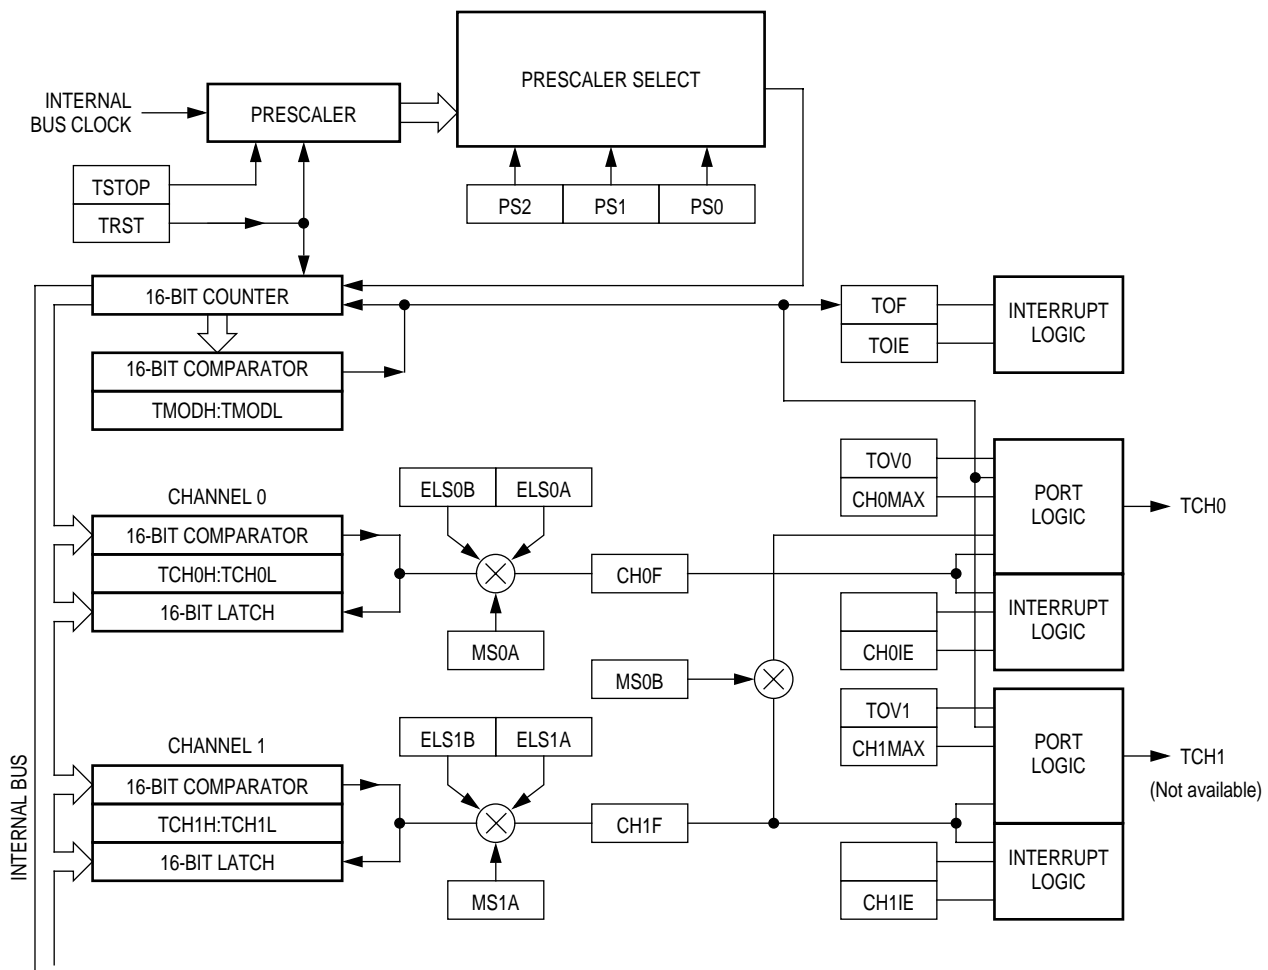 PRESCALER SELECT
INTERNAL
BUS CLOCK
PRESCALER
TSTOP
TRST
PS2
PS1
PS0
16-BIT COUNTER
TOF
TOIE
INTERRUPT
LOGIC
16-BIT COMPARATOR
TMODH:TMODL
CHANNEL 0
ELS0B
ELS0A
TOV0
CH0MAX
PORT
LOGIC
TCH0
16-BIT COMPARATOR
TCH0H:TCH0L
16-BIT LATCH
CH0F
MS0A
INTERRUPT
LOGIC
CH0IE
MS0B
CHANNEL 1
ELS1B
ELS1A
TOV1
CH1MAX
PORT
LOGIC
TCH1
(Not available)
16-BIT COMPARATOR
TCH1H:TCH1L
16-BIT LATCH
CH1F
MS1A
INTERRUPT
LOGIC
CH1IE
INTERNAL BUS